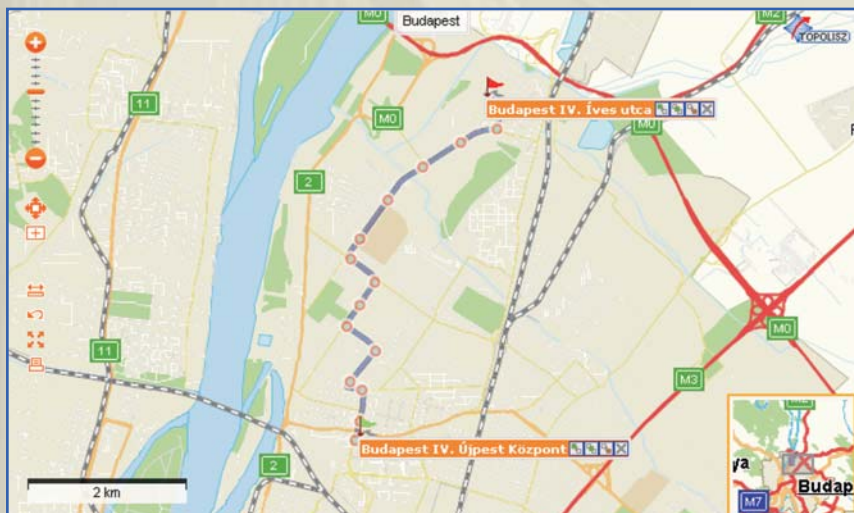 M0
Budapest
M2
TOPOLISZ
11
Budapest IV. Íves utca
M0
M0
2
M0
11
M3
Budapest IV. Újpest Központ
2
2 km
M7
Budap
ya